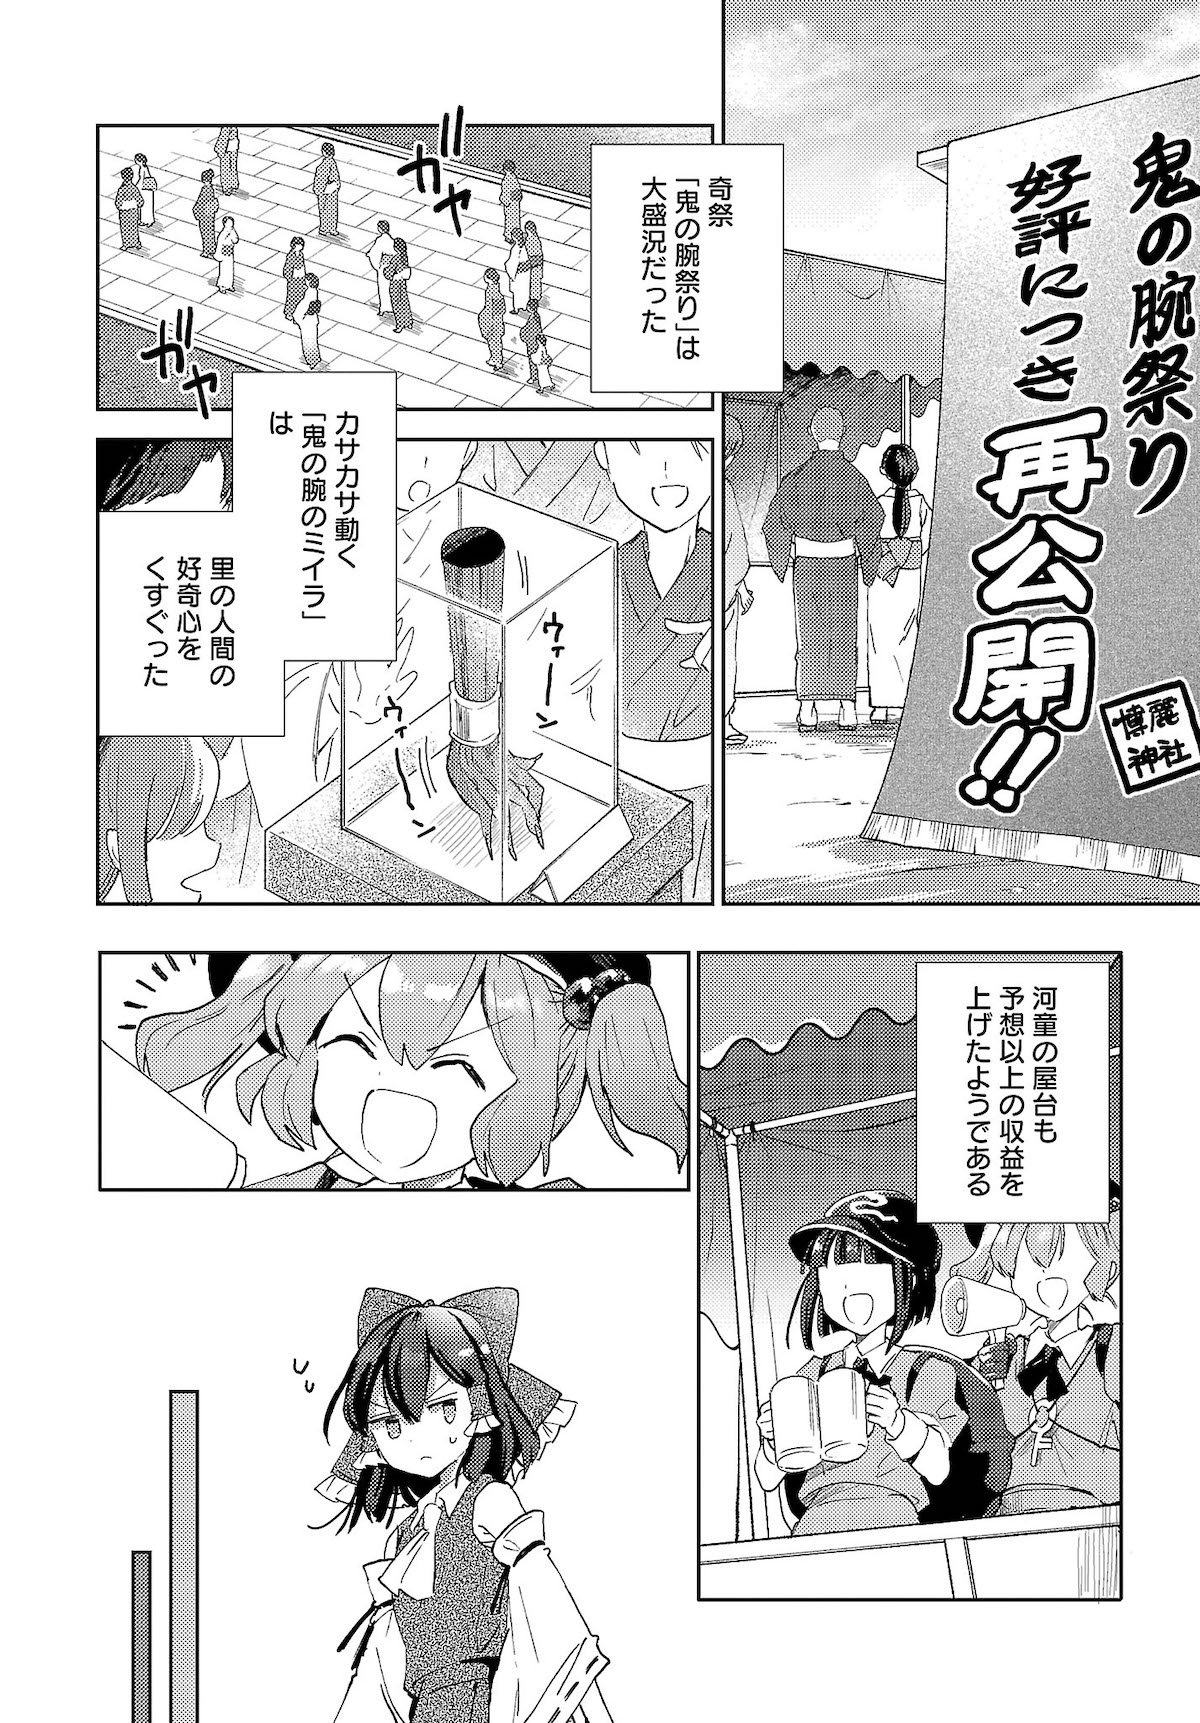 鬼の腕祭り
好評につき
再公開!!
博麗
神社
奇祭
「鬼の腕祭り」は
大盛況だった
ガヤ
ガヤ
カサカサ動く
「鬼の腕のミイラ」
は
ウィーン
ウィーン
里の人間の
好奇心を
くすぐった
河童の屋台も
予想以上の収益を
上げたようである